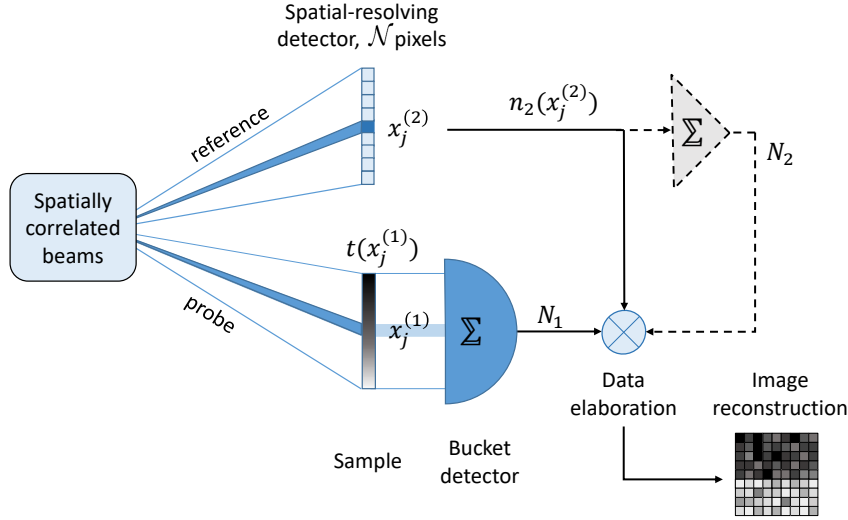 Spatial-resolving
detector, 𝒩 pixels
reference
x_j^{(2)}
n_2(x_j^{(2)})
Σ
N_2
Spatially
correlated
beams
probe
t(x_j^{(1)})
x_j^{(1)}
Σ
N_1
Data
elaboration
Image
reconstruction
Sample
Bucket
detector